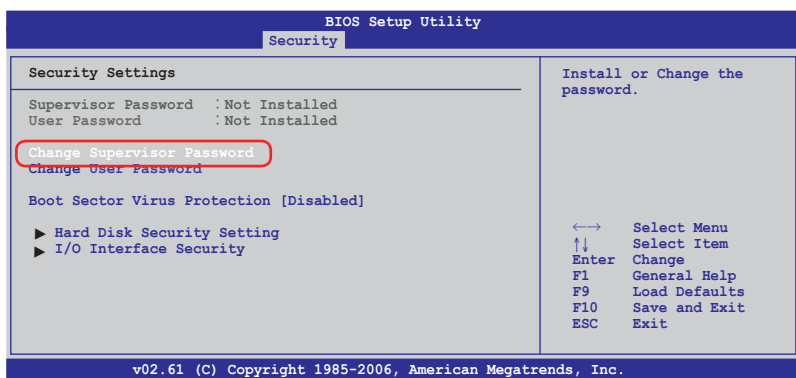 BIOS Setup Utility
Security
Security Settings
Supervisor Password : Not Installed
User Password : Not Installed
Change Supervisor Password
Change User Password
Boot Sector Virus Protection [Disabled]
▶ Hard Disk Security Setting
▶ I/O Interface Security
Install or Change the
password.
←→ Select Menu
↑↓ Select Item
Enter Change
F1 General Help
F9 Load Defaults
F10 Save and Exit
ESC Exit
v02.61 (C) Copyright 1985-2006, American Megatrends, Inc.